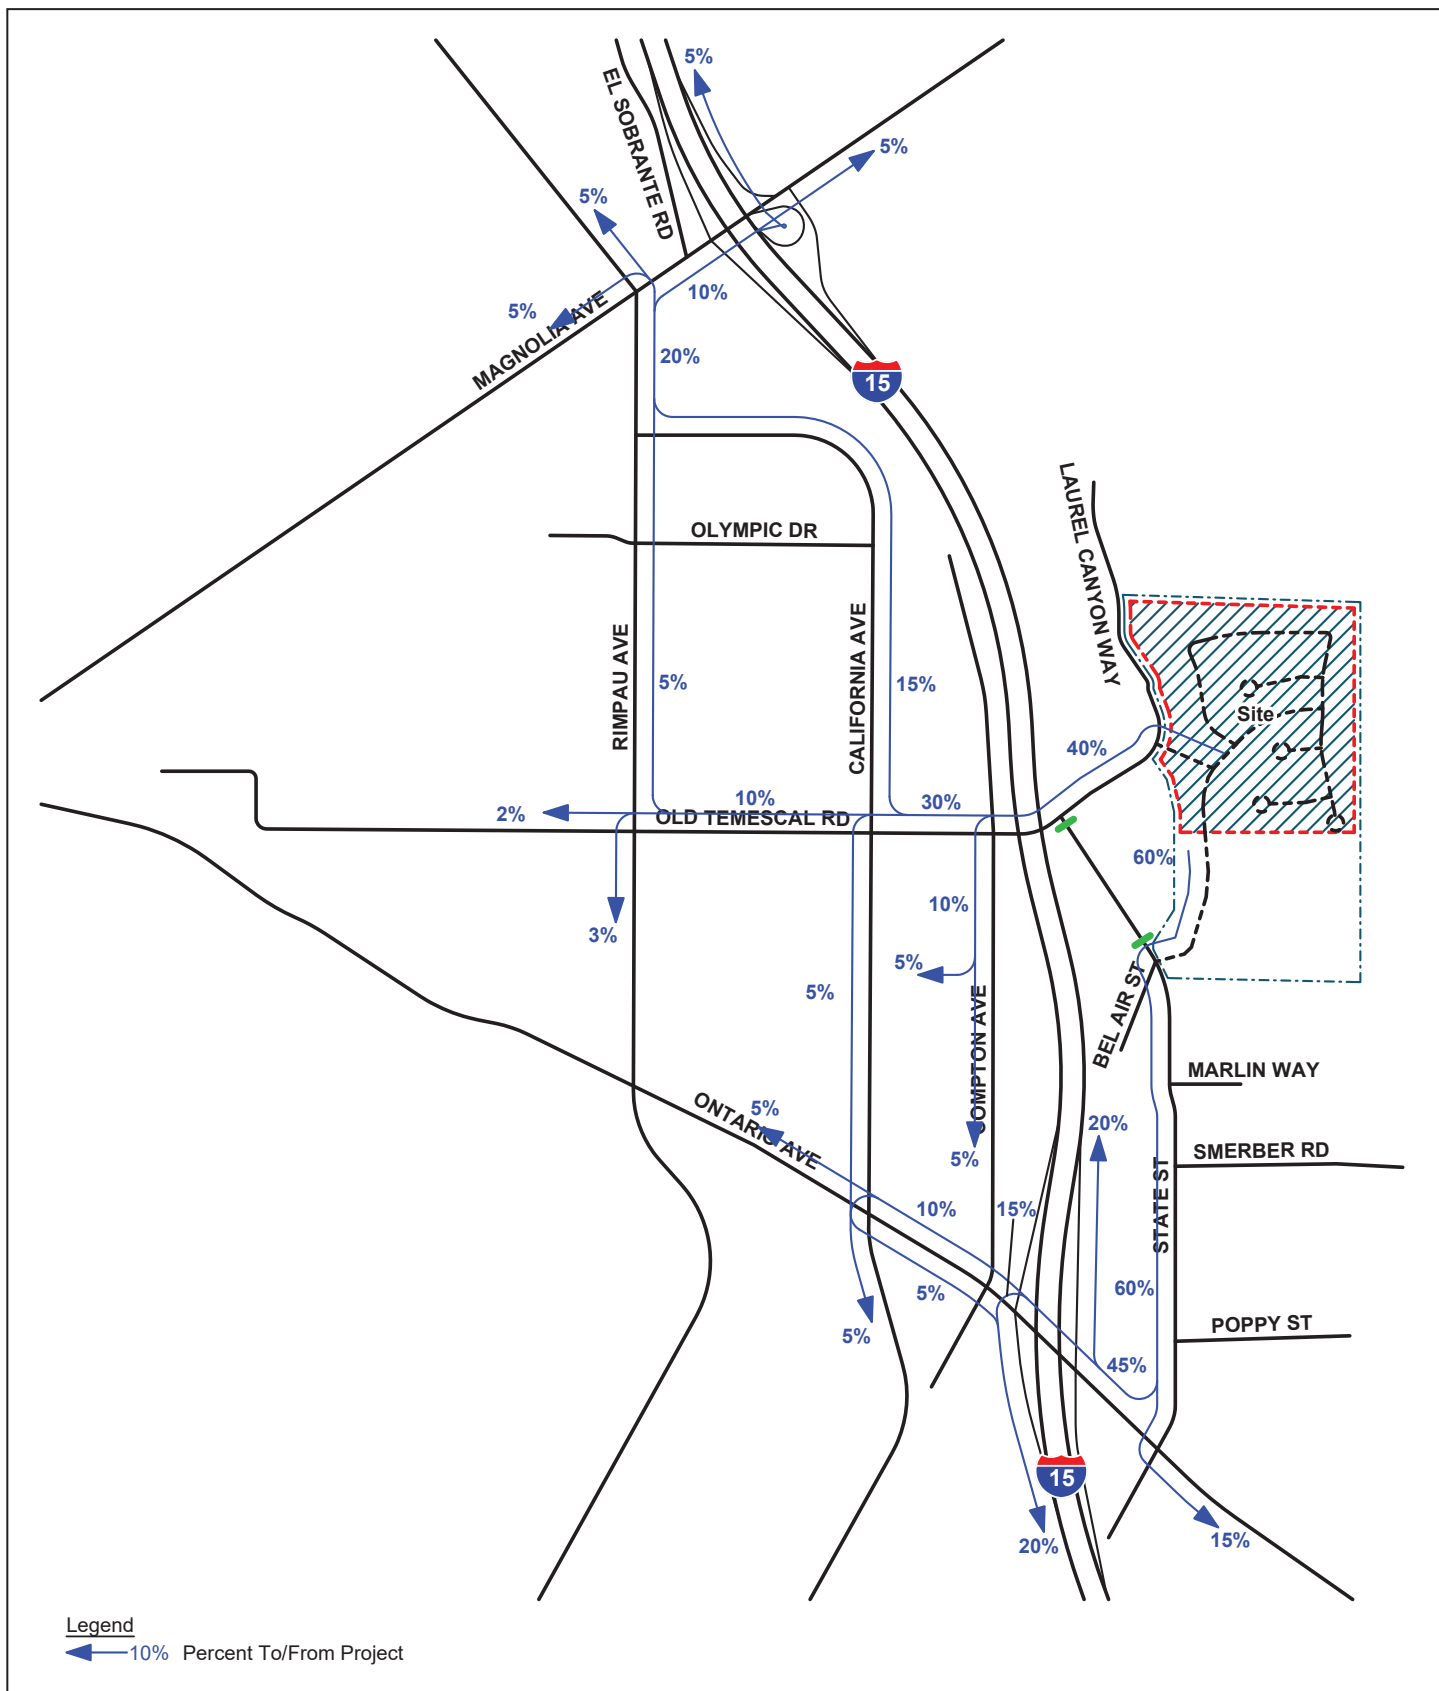 5%
EL SOBRANTE RD
5%
5%
10%
5%
MAGNOLIA AVE
20%
15
LAUREL CANYON WAY
OLYMPIC DR
RIMPAU AVE
CALIFORNIA AVE
5%
15%
Site
40%
2%
10%
30%
OLD TEMESCAL RD
60%
10%
3%
5%
5%
COMPTON AVE
BEL AIR ST
MARLIN WAY
ONTARIO AVE
5%
20%
5%
SMERBER RD
STATE ST
10%
15%
5%
60%
POPPY ST
5%
45%
15
20%
15%
Legend
10% Percent To/From Project